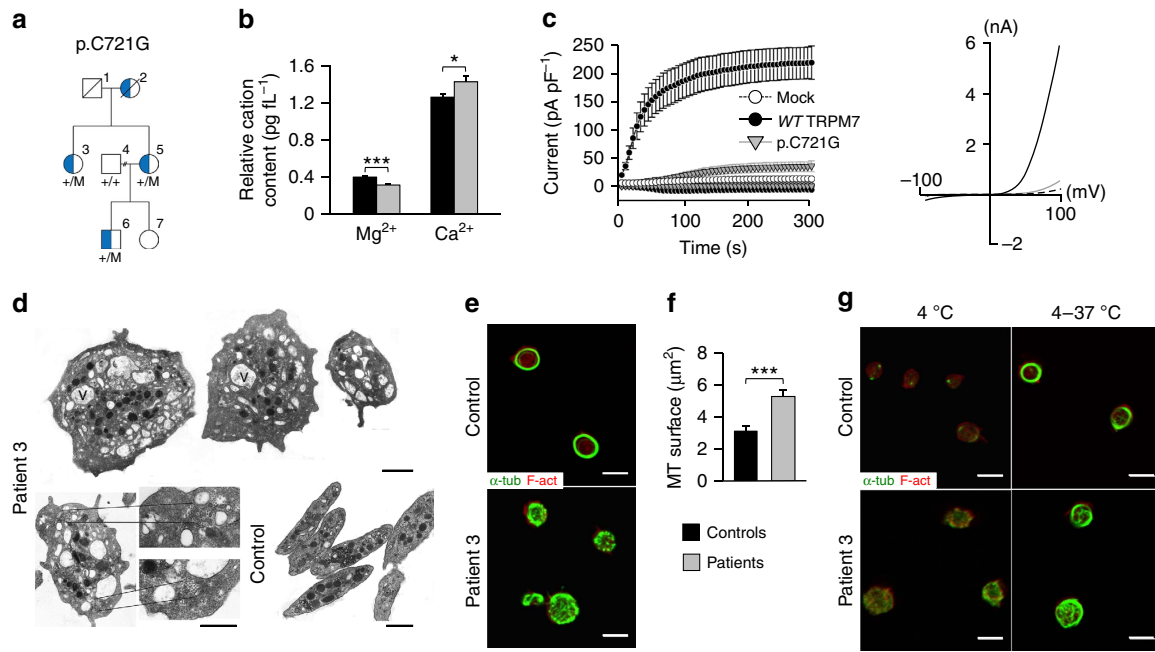 a
p.C721G
1
2
3
4
5
+/M
+/+
+/M
6
7
+/M
b
Relative cation
content (pg fL⁻¹)
1.6
1.2
0.8
0.4
0
***
*
Mg²⁺
Ca²⁺
c
Current (pA pF⁻¹)
250
200
150
100
50
0
0
100
200
300
Time (s)
Mock
WT TRPM7
p.C721G
(nA)
6
4
2
−100
(mV)
100
−2
d
Patient 3
V
V
Control
e
Control
α-tub F-act
Patient 3
f
MT surface (μm²)
8
6
4
2
0
***
Controls
Patients
g
4 °C
4–37 °C
Control
α-tub F-act
Patient 3